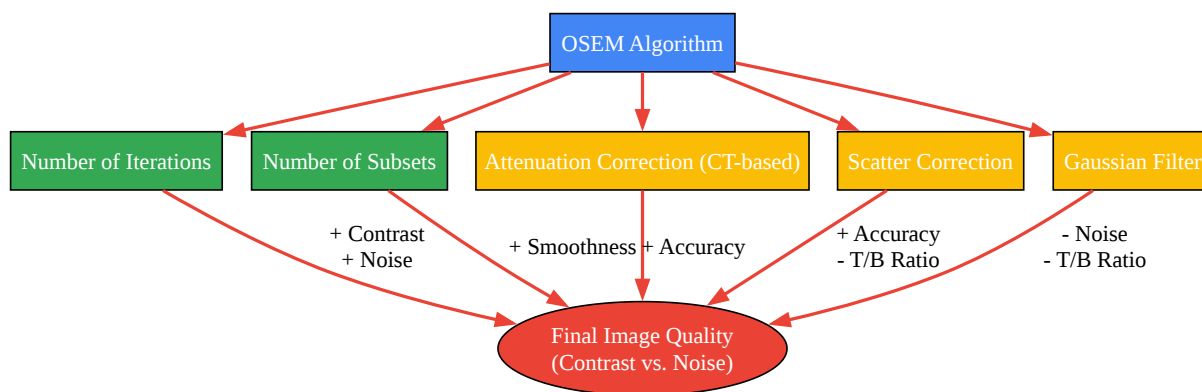 OSEM Algorithm
Number of Iterations
Number of Subsets
Attenuation Correction (CT-based)
Scatter Correction
Gaussian Filter
+ Contrast
+ Noise
+ Smoothness
+ Accuracy
+ Accuracy
- T/B Ratio
- Noise
- T/B Ratio
Final Image Quality
(Contrast vs. Noise)